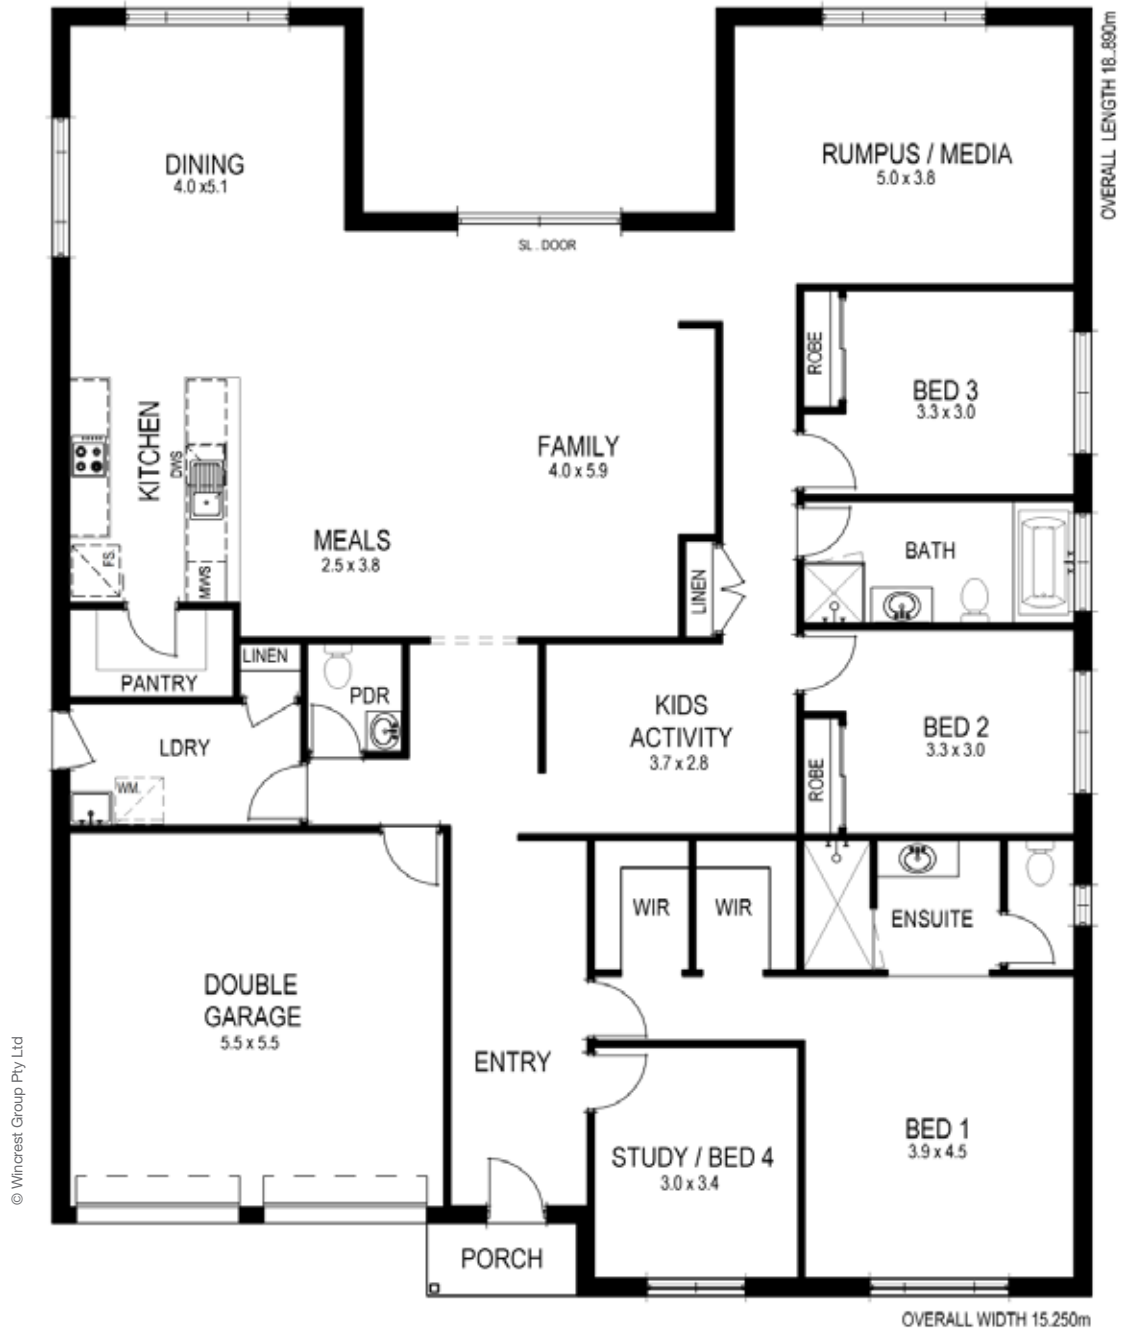 OVERALL LENGTH 18..890m
DINING
4.0 x5.1
RUMPUS / MEDIA
5.0 x 3.8
SL . DOOR
ROBE
BED 3
3.3 x 3.0
KITCHEN
DWS
FAMILY
4.0 x 5.9
MEALS
2.5 x 3.8
FS.
MWS
LINEN
BATH
LINEN
PANTRY
PDR
KIDS
ACTIVITY
3.7 x 2.8
BED 2
3.3 x 3.0
LDRY
WM.
ROBE
WIR
WIR
ENSUITE
DOUBLE
GARAGE
5.5 x 5.5
ENTRY
BED 1
3.9 x 4.5
STUDY / BED 4
3.0 x 3.4
PORCH
© Wincrest Group Pty Ltd
OVERALL WIDTH 15.250m